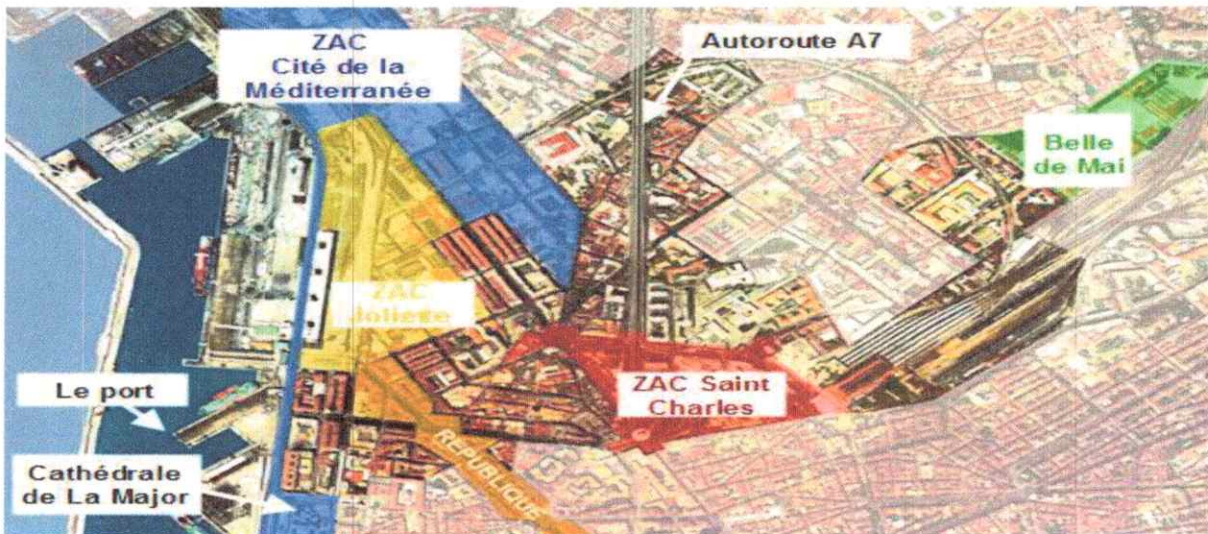 ZAC
Cité de la
Méditerranée
Autoroute A7
Belle
de Mai
ZAC
Joliette
Le port
ZAC Saint
Charles
Cathédrale
de La Major
REPUBLIQUE